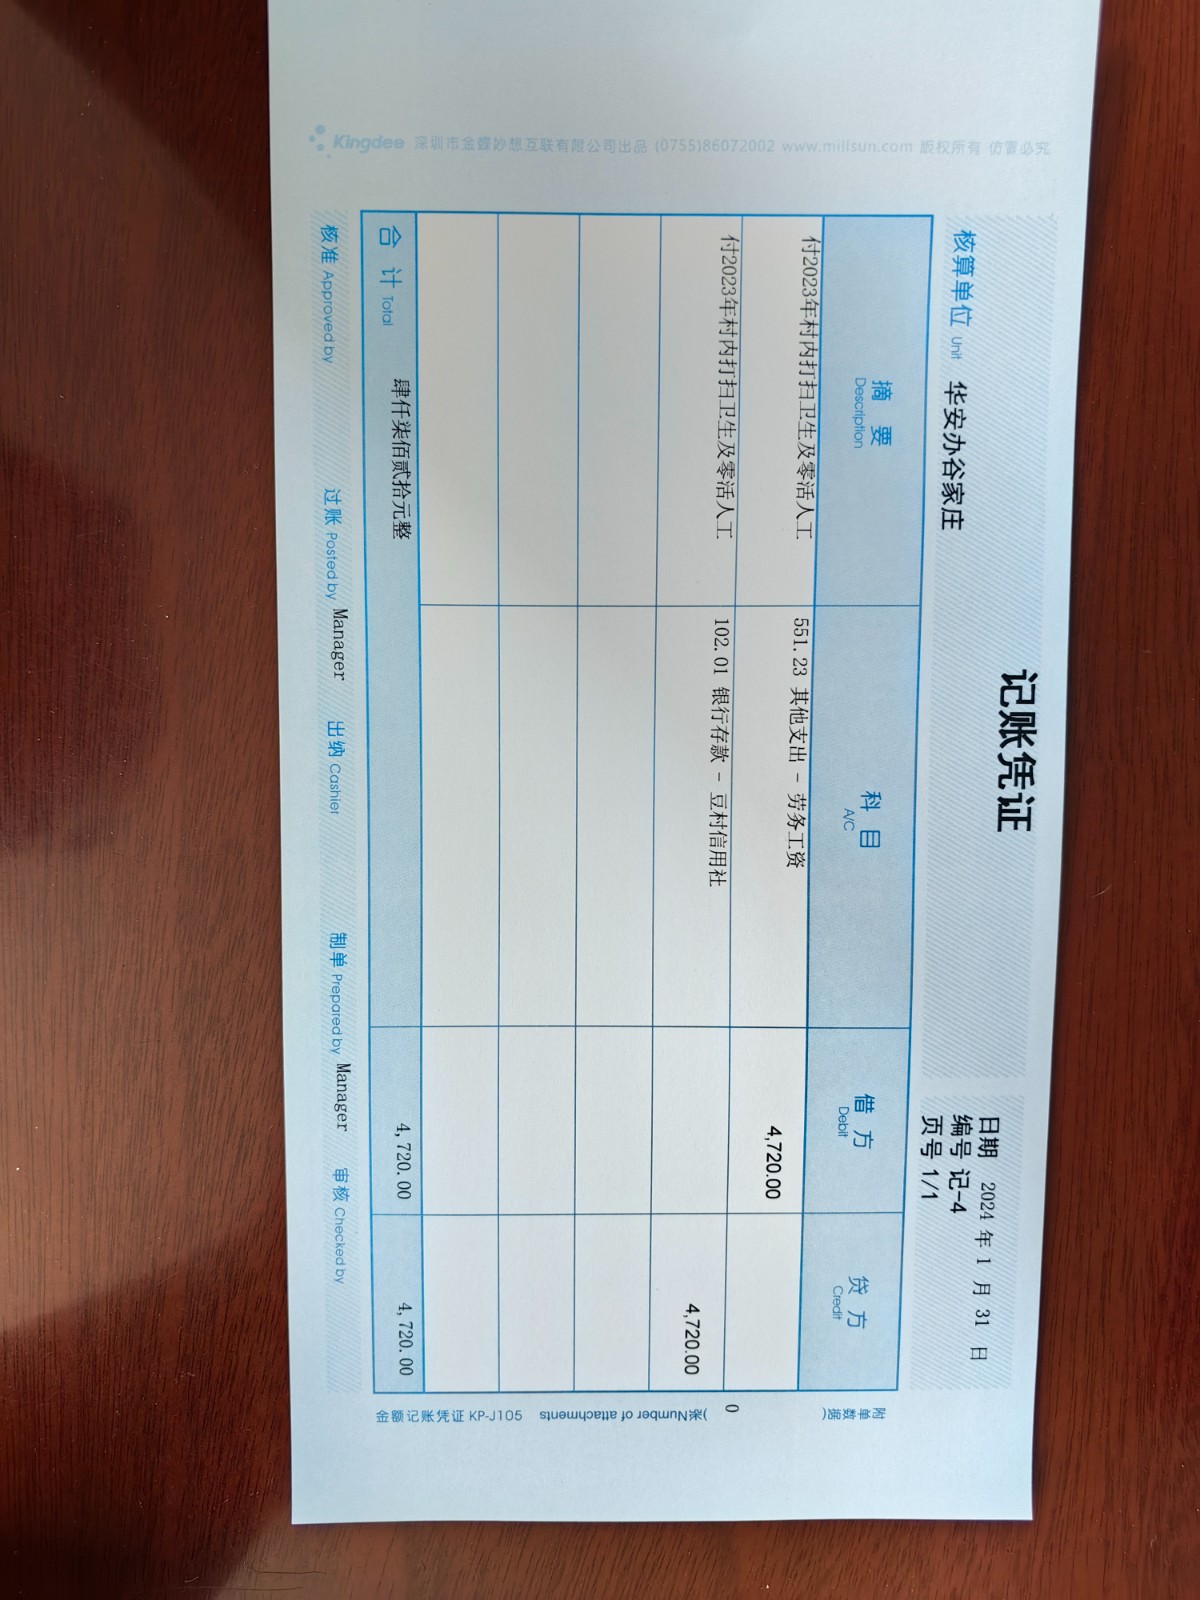 Kingdee 深圳市金蝶妙想互联有限公司出品 (0755)86072002 www.millsun.com 版权所有 仿冒必究
记账凭证
核算单位 Unit 华安办谷家庄
日期 2024 年 1 月 31 日
编号 记-4
页号 1/1
摘 要 科 目 借 方 贷 方
Description A/C Debit Credit
付2023年村内打扫卫生及零活人工 551.23 其他支出 - 劳务工资 4,720.00
付2023年村内打扫卫生及零活人工 102.01 银行存款 - 豆村信用社 4,720.00
合 计 Total 肆仟柒佰贰拾元整 4,720.00 4,720.00
核准 Approved by 过账 Posted by Manager 出纳 Cashier 制单 Prepared by Manager 审核 Checked by
附单据数( 0 )张 Number of attachments
金额记账凭证 KP-J105